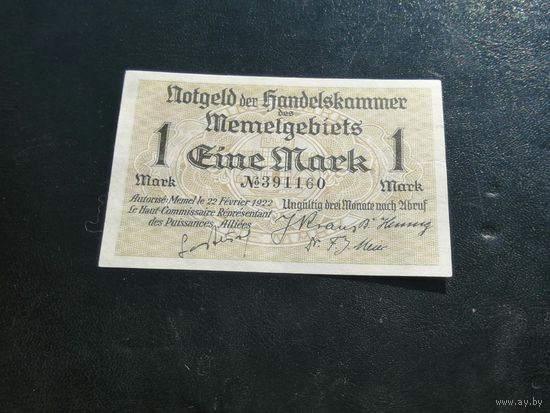 Notgeld der Handelskammer
des
Memelgebiets
1 Eine Mark 1
Mark №391160 Mark
Autorisé: Memel le 22 Février 1922
Le Haut-Commissaire Représentant
des Puissances Alliées
Ungültig drei Monate nach Abruf
J Kraus
www.ay.by